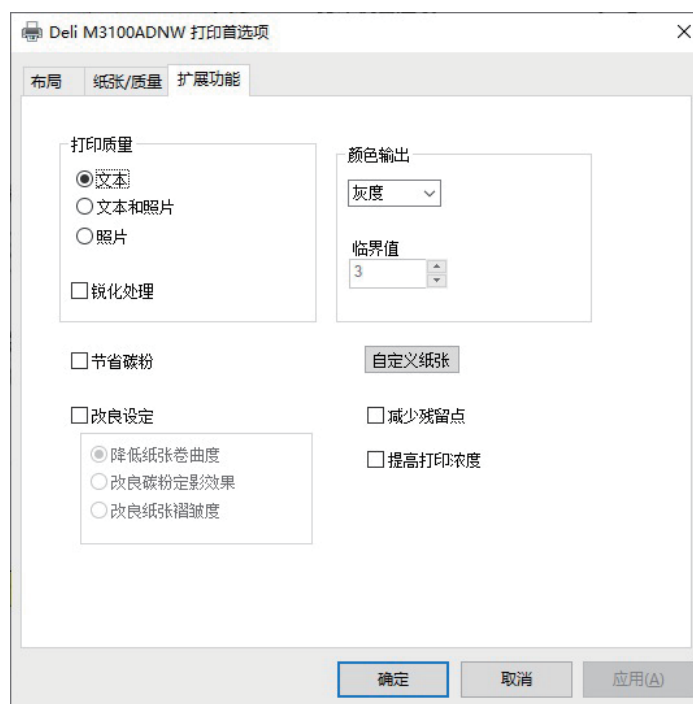 Deli M3100ADNW 打印首选项
布局 纸张/质量 扩展功能
打印质量
文本
文本和照片
照片
锐化处理
颜色输出
灰度
临界值
3
节省碳粉
自定义纸张
改良设定
降低纸张卷曲度
改良碳粉定影效果
改良纸张褶皱度
减少残留点
提高打印浓度
确定 取消 应用(A)